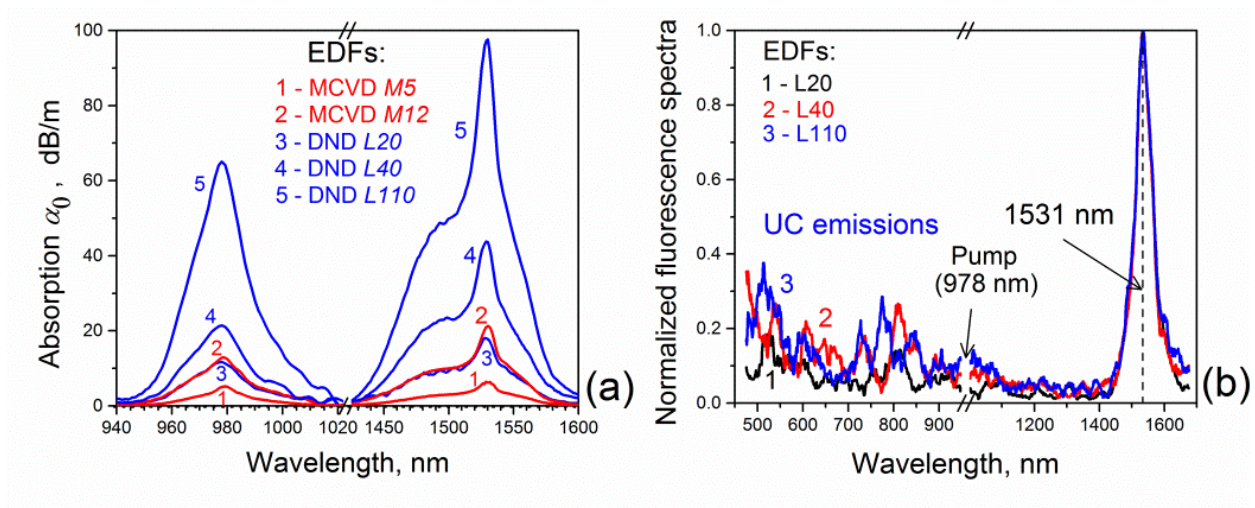 100
80
60
40
20
0
Absorption α0 , dB/m
EDFs:
1 - MCVD M5
2 - MCVD M12
3 - DND L20
4 - DND L40
5 - DND L110
5
4
2
3
1
5
4
2
3
1
940 960 980 1000 1020 1450 1500 1550 1600
Wavelength, nm
(a)
1.0
0.8
0.6
0.4
0.2
0.0
Normalized fluorescence spectra
EDFs:
1 - L20
2 - L40
3 - L110
UC emissions
1531 nm
Pump
(978 nm)
3
2
1
500 600 700 800 900 1200 1400 1600
Wavelength, nm
(b)